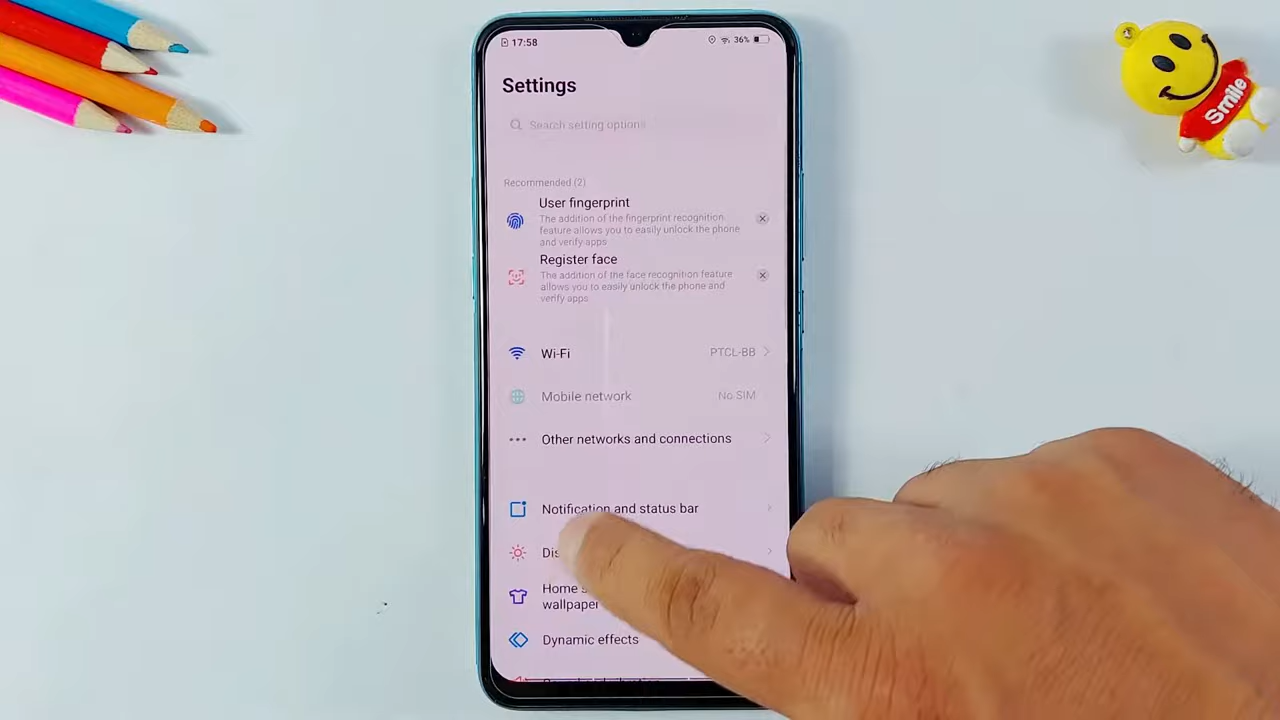 17:58
36%
Settings
Search setting options
Recommended (2)
User fingerprint
The addition of the fingerprint recognition
feature allows you to easily unlock the phone
and verify apps
Register face
The addition of the face recognition feature
allows you to easily unlock the phone and
verify apps
Wi-Fi
PTCL-BB
Mobile network
No SIM
Other networks and connections
Notification and status bar
Home
wallpaper
Dynamic effects
Smile